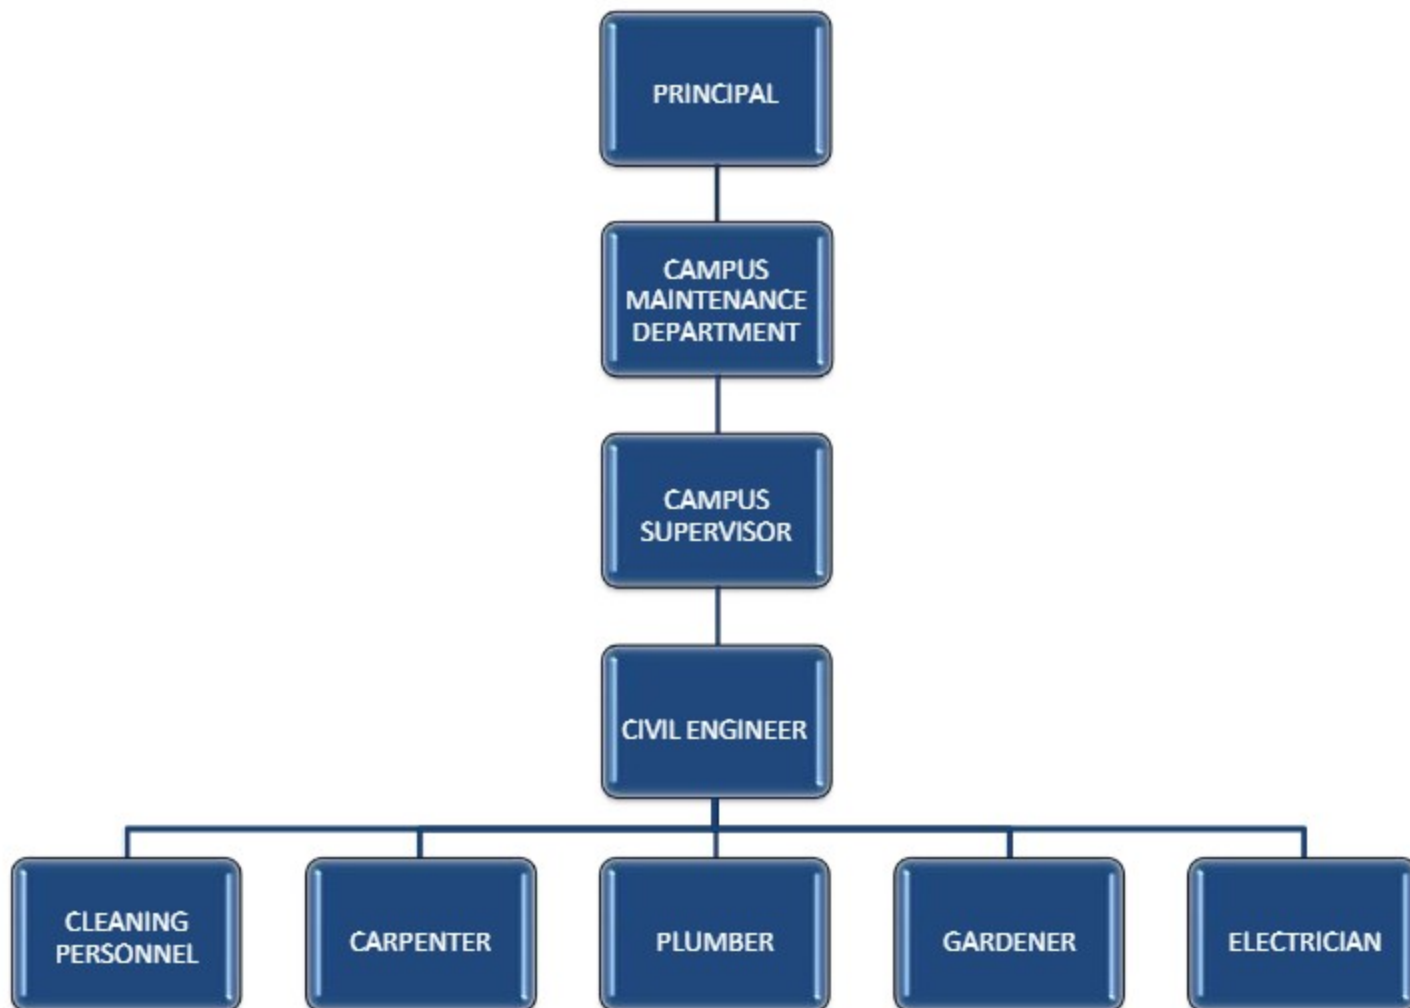 PRINCIPAL
CAMPUS
MAINTENANCE
DEPARTMENT
CAMPUS
SUPERVISOR
CIVIL ENGINEER
CLEANING
PERSONNEL
CARPENTER
PLUMBER
GARDENER
ELECTRICIAN